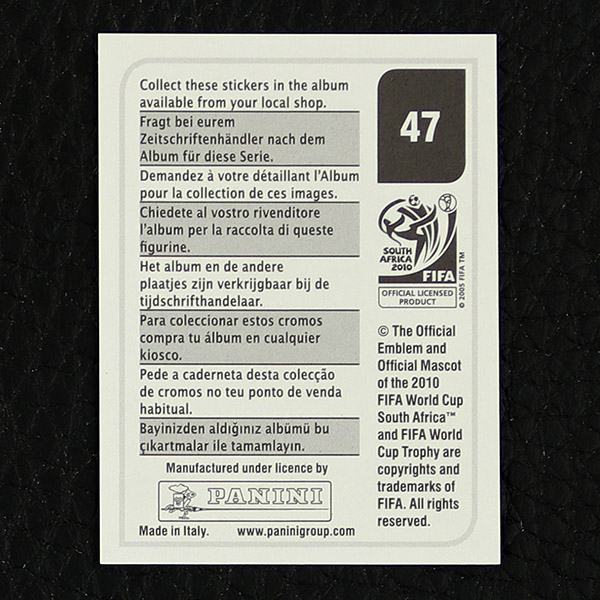 Collect these stickers in the album
available from your local shop.
Fragt bei eurem
Zeitschriftenhändler nach dem
Album für diese Serie.
Demandez à votre détaillant l'Album
pour la collection de ces images.
Chiedete al vostro rivenditore
l'album per la raccolta di queste
figurine.
Het album en de andere
plaatjes zijn verkrijgbaar bij de
tijdschrifthandelaar.
Para coleccionar estos cromos
compra tu álbum en cualquier
kiosco.
Pede a caderneta desta colecção
de cromos no teu ponto de venda
habitual.
Bayinizden aldığınız albümü bu
çıkartmalar ile tamamlayın.
Manufactured under licence by
PANINI
Made in Italy. www.paninigroup.com
47
SOUTH
AFRICA
2010
FIFA
OFFICIAL LICENSED
PRODUCT
© 2005 FIFA TM
© The Official
Emblem and
Official Mascot
of the 2010
FIFA World Cup
South Africa™
and FIFA World
Cup Trophy are
copyrights and
trademarks of
FIFA. All rights
reserved.